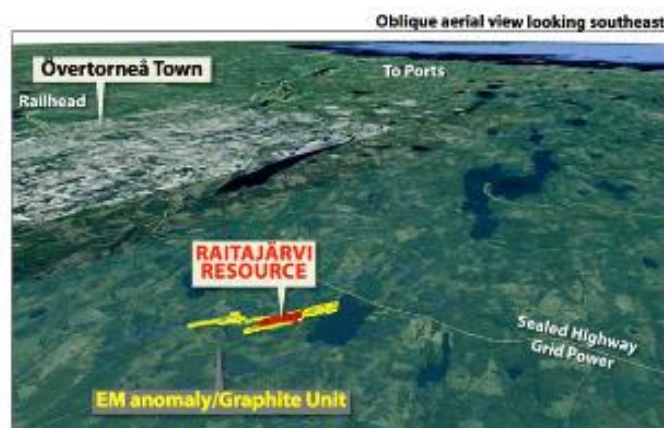 Oblique aerial view looking southeast
Övertorneå Town
To Ports
Railhead
RAITAJÄRVI
RESOURCE
Sealed Highway
Grid Power
EM anomaly/Graphite Unit